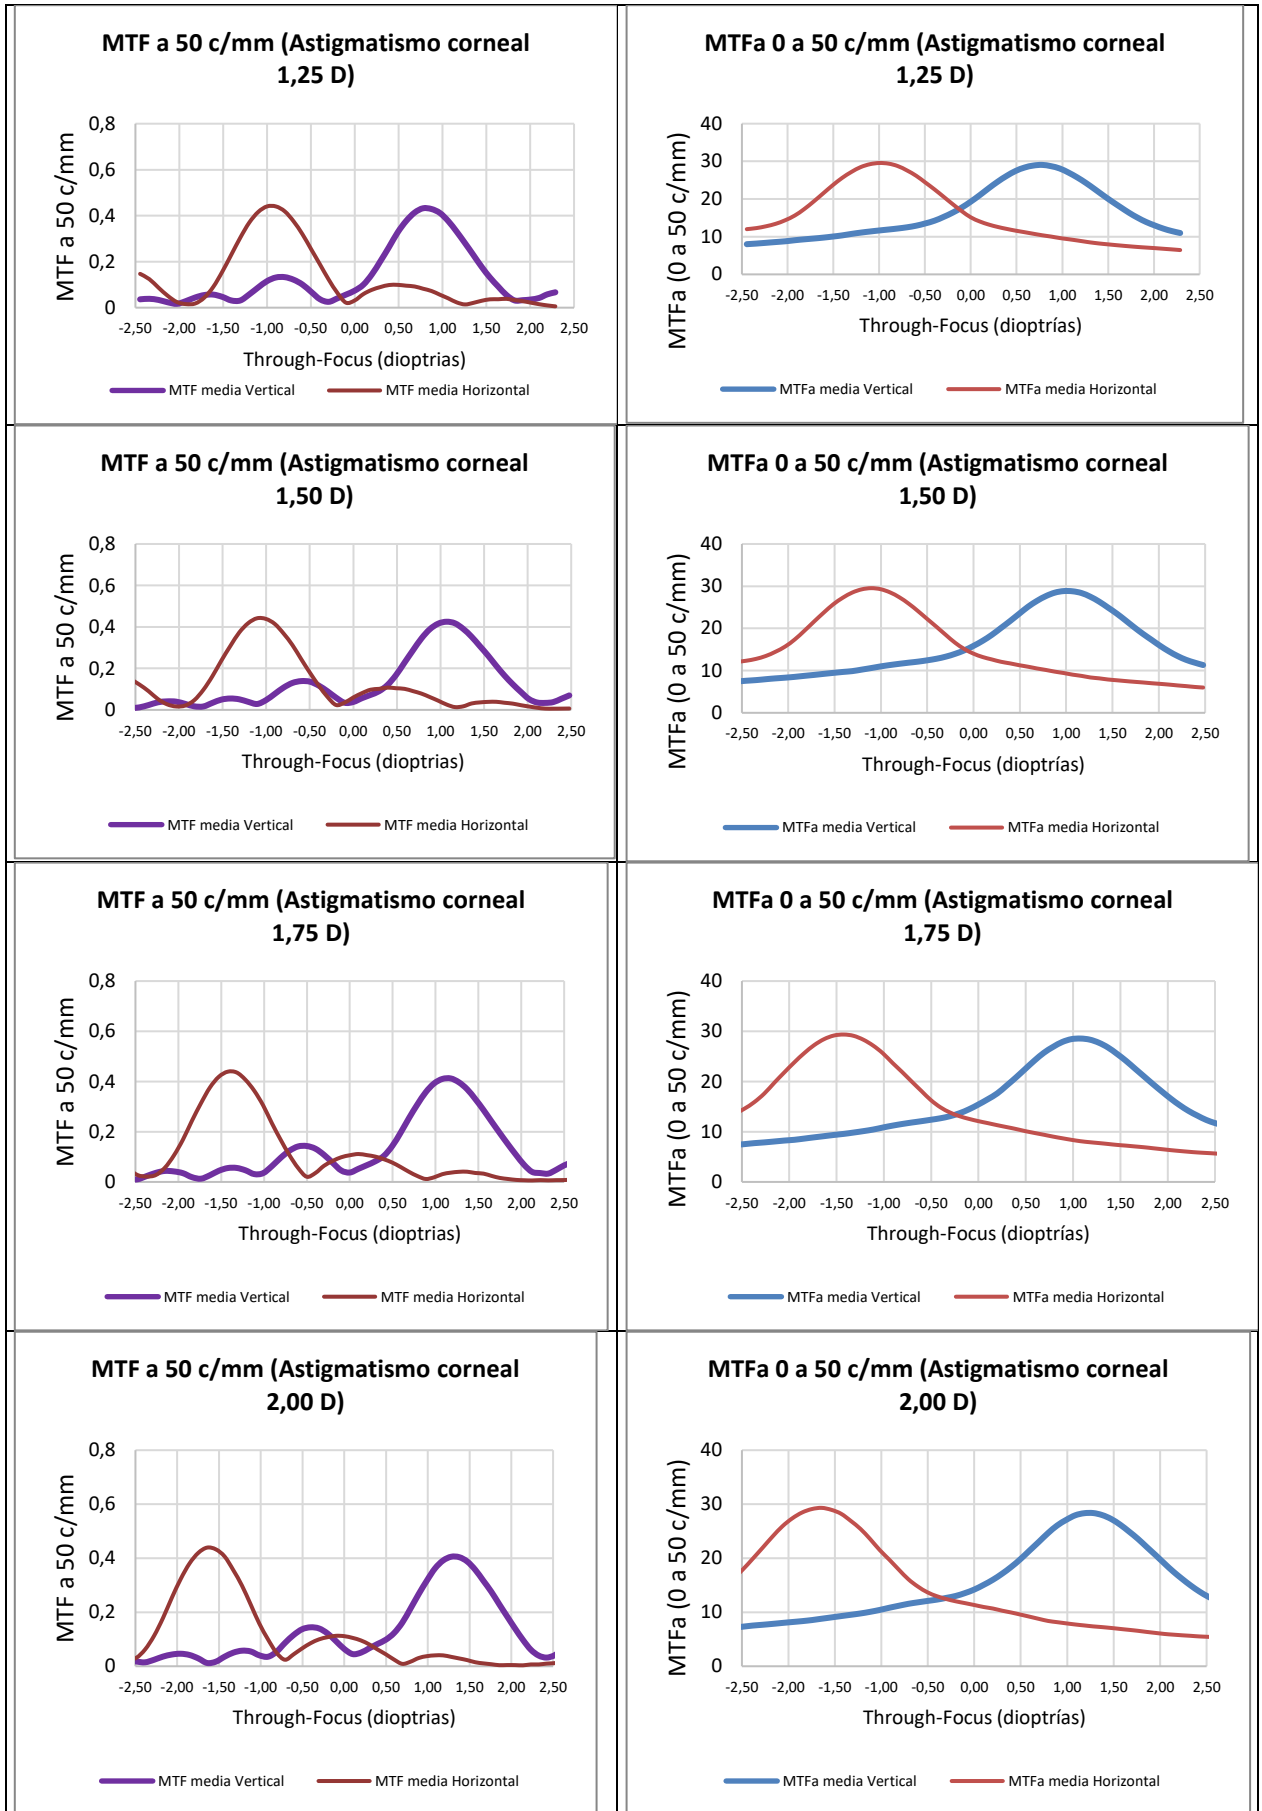 MTF a 50 c/mm (Astigmatismo corneal
1,25 D)
MTF a 50 c/mm
0,8
0,6
0,4
0,2
0
-2,50 -2,00 -1,50 -1,00 -0,50 0,00 0,50 1,00 1,50 2,00 2,50
Through-Focus (dioptrias)
MTF media Vertical MTF media Horizontal
MTFa 0 a 50 c/mm (Astigmatismo corneal
1,25 D)
MTFa (0 a 50 c/mm)
40
30
20
10
0
-2,50 -2,00 -1,50 -1,00 -0,50 0,00 0,50 1,00 1,50 2,00 2,50
Through-Focus (dioptrías)
MTFa media Vertical MTFa media Horizontal
MTF a 50 c/mm (Astigmatismo corneal
1,50 D)
MTF a 50 c/mm
0,8
0,6
0,4
0,2
0
-2,50 -2,00 -1,50 -1,00 -0,50 0,00 0,50 1,00 1,50 2,00 2,50
Through-Focus (dioptrias)
MTF media Vertical MTF media Horizontal
MTFa 0 a 50 c/mm (Astigmatismo corneal
1,50 D)
MTFa (0 a 50 c/mm)
40
30
20
10
0
-2,50 -2,00 -1,50 -1,00 -0,50 0,00 0,50 1,00 1,50 2,00 2,50
Through-Focus (dioptrías)
MTFa media Vertical MTFa media Horizontal
MTF a 50 c/mm (Astigmatismo corneal
1,75 D)
MTF a 50 c/mm
0,8
0,6
0,4
0,2
0
-2,50 -2,00 -1,50 -1,00 -0,50 0,00 0,50 1,00 1,50 2,00 2,50
Through-Focus (dioptrias)
MTF media Vertical MTF media Horizontal
MTFa 0 a 50 c/mm (Astigmatismo corneal
1,75 D)
MTFa (0 a 50 c/mm)
40
30
20
10
0
-2,50 -2,00 -1,50 -1,00 -0,50 0,00 0,50 1,00 1,50 2,00 2,50
Through-Focus (dioptrías)
MTFa media Vertical MTFa media Horizontal
MTF a 50 c/mm (Astigmatismo corneal
2,00 D)
MTF a 50 c/mm
0,8
0,6
0,4
0,2
0
-2,50 -2,00 -1,50 -1,00 -0,50 0,00 0,50 1,00 1,50 2,00 2,50
Through-Focus (dioptrias)
MTF media Vertical MTF media Horizontal
MTFa 0 a 50 c/mm (Astigmatismo corneal
2,00 D)
MTFa (0 a 50 c/mm)
40
30
20
10
0
-2,50 -2,00 -1,50 -1,00 -0,50 0,00 0,50 1,00 1,50 2,00 2,50
Through-Focus (dioptrías)
MTFa media Vertical MTFa media Horizontal